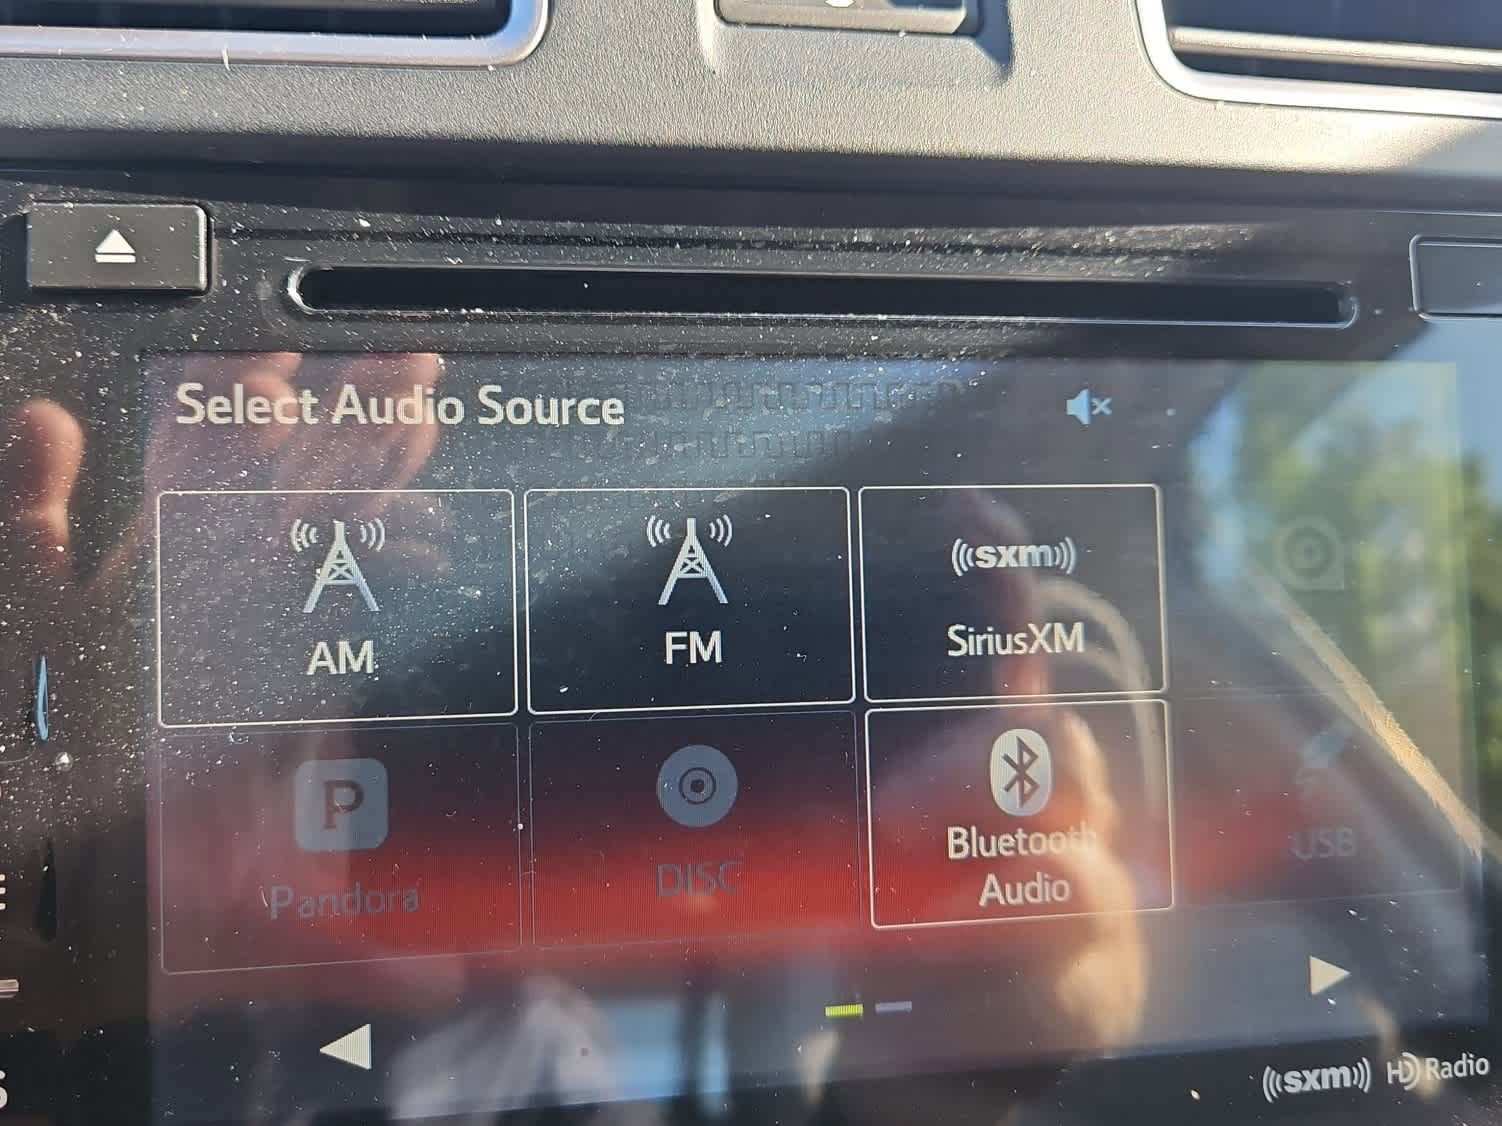 Select Audio Source
AM
FM
sxm
SiriusXM
P
Pandora
DISC
Bluetooth
Audio
USB
sxm HD Radio